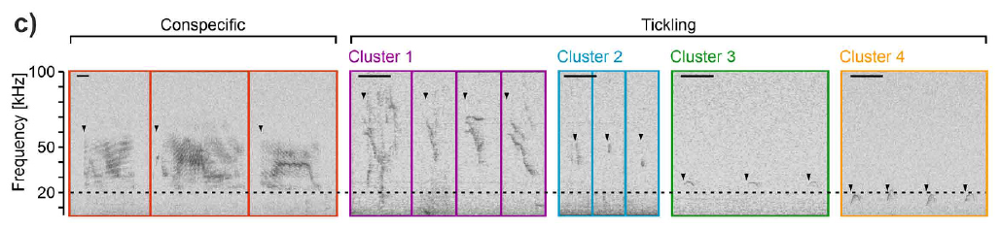 c)
Conspecific
Tickling
Cluster 1
Cluster 2
Cluster 3
Cluster 4
Frequency [kHz]
100
50
20